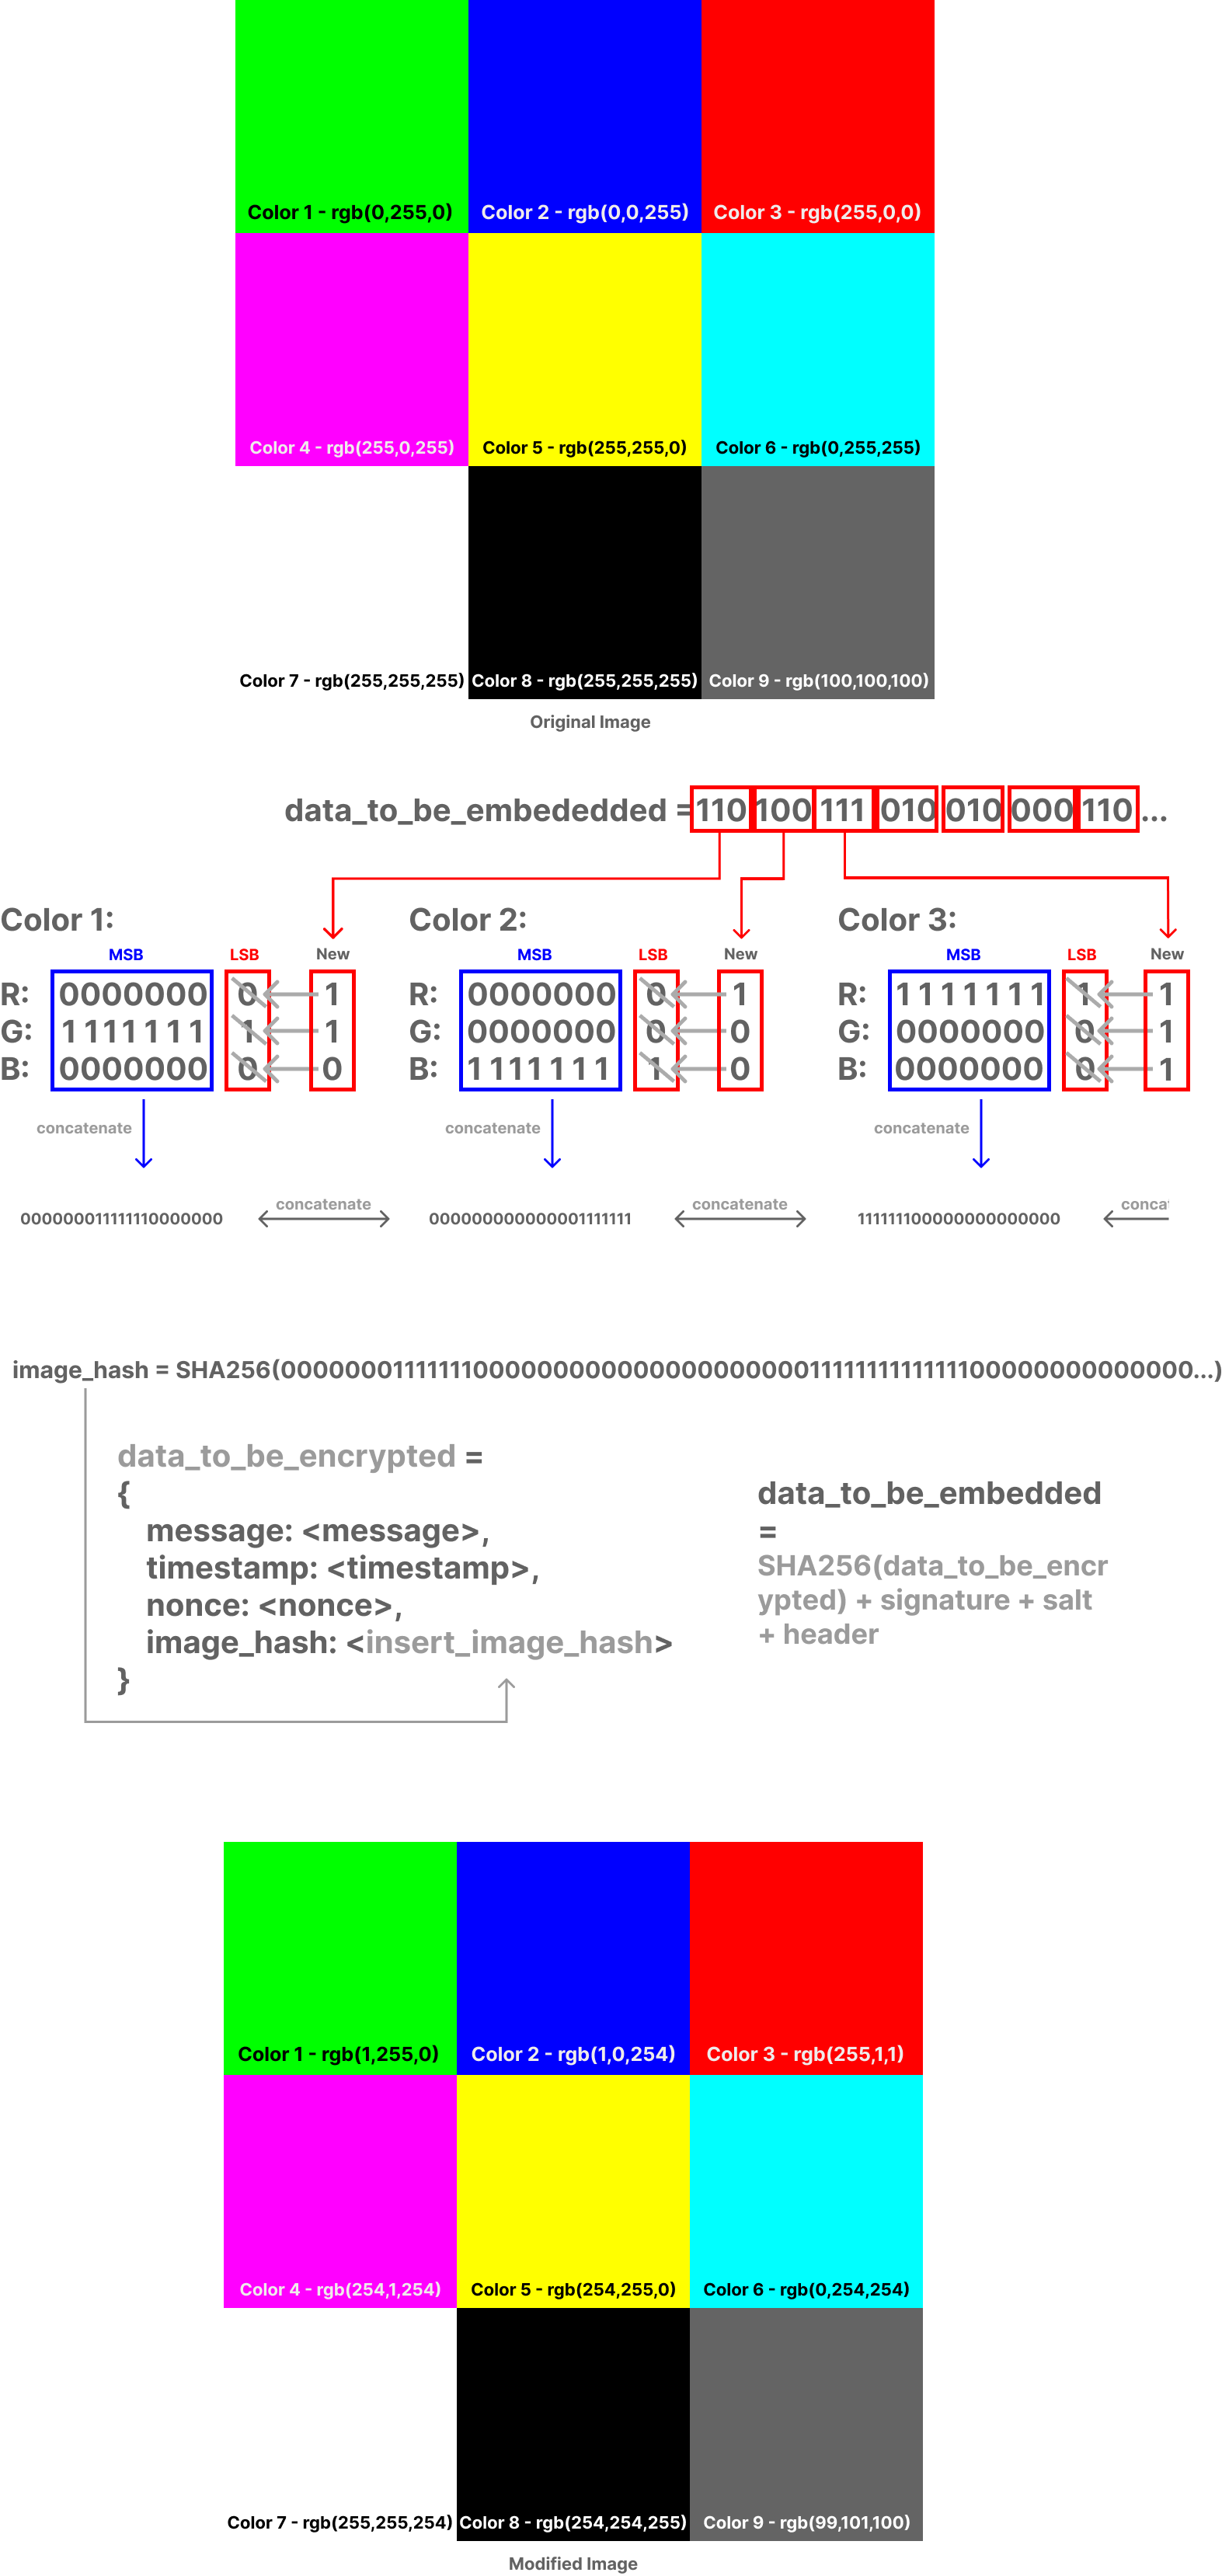 Color 1 - rgb(0,255,0)
Color 2 - rgb(0,0,255)
Color 3 - rgb(255,0,0)
Color 4 - rgb(255,0,255)
Color 5 - rgb(255,255,0)
Color 6 - rgb(0,255,255)
Color 7 - rgb(255,255,255)
Color 8 - rgb(255,255,255)
Color 9 - rgb(100,100,100)
Original Image
data_to_be_embededded = 110 100 111 010 010 000 110 ...
Color 1:
MSB LSB New
R: 0000000 0 1
G: 1111111 1 1
B: 0000000 0 0
concatenate
000000011111110000000
concatenate
Color 2:
MSB LSB New
R: 0000000 0 1
G: 0000000 0 0
B: 1111111 1 0
concatenate
000000000000001111111
concatenate
Color 3:
MSB LSB New
R: 1111111 1 1
G: 0000000 0 1
B: 0000000 0 1
concatenate
111111100000000000000
conca
image_hash = SHA256(000000011111110000000000000000000001111111111111100000000000000...)
data_to_be_encrypted =
{
message: <message>,
timestamp: <timestamp>,
nonce: <nonce>,
image_hash: <insert_image_hash>
}
data_to_be_embedded
=
SHA256(data_to_be_encr
ypted) + signature + salt
+ header
Color 1 - rgb(1,255,0)
Color 2 - rgb(1,0,254)
Color 3 - rgb(255,1,1)
Color 4 - rgb(254,1,254)
Color 5 - rgb(254,255,0)
Color 6 - rgb(0,254,254)
Color 7 - rgb(255,255,254)
Color 8 - rgb(254,254,255)
Color 9 - rgb(99,101,100)
Modified Image